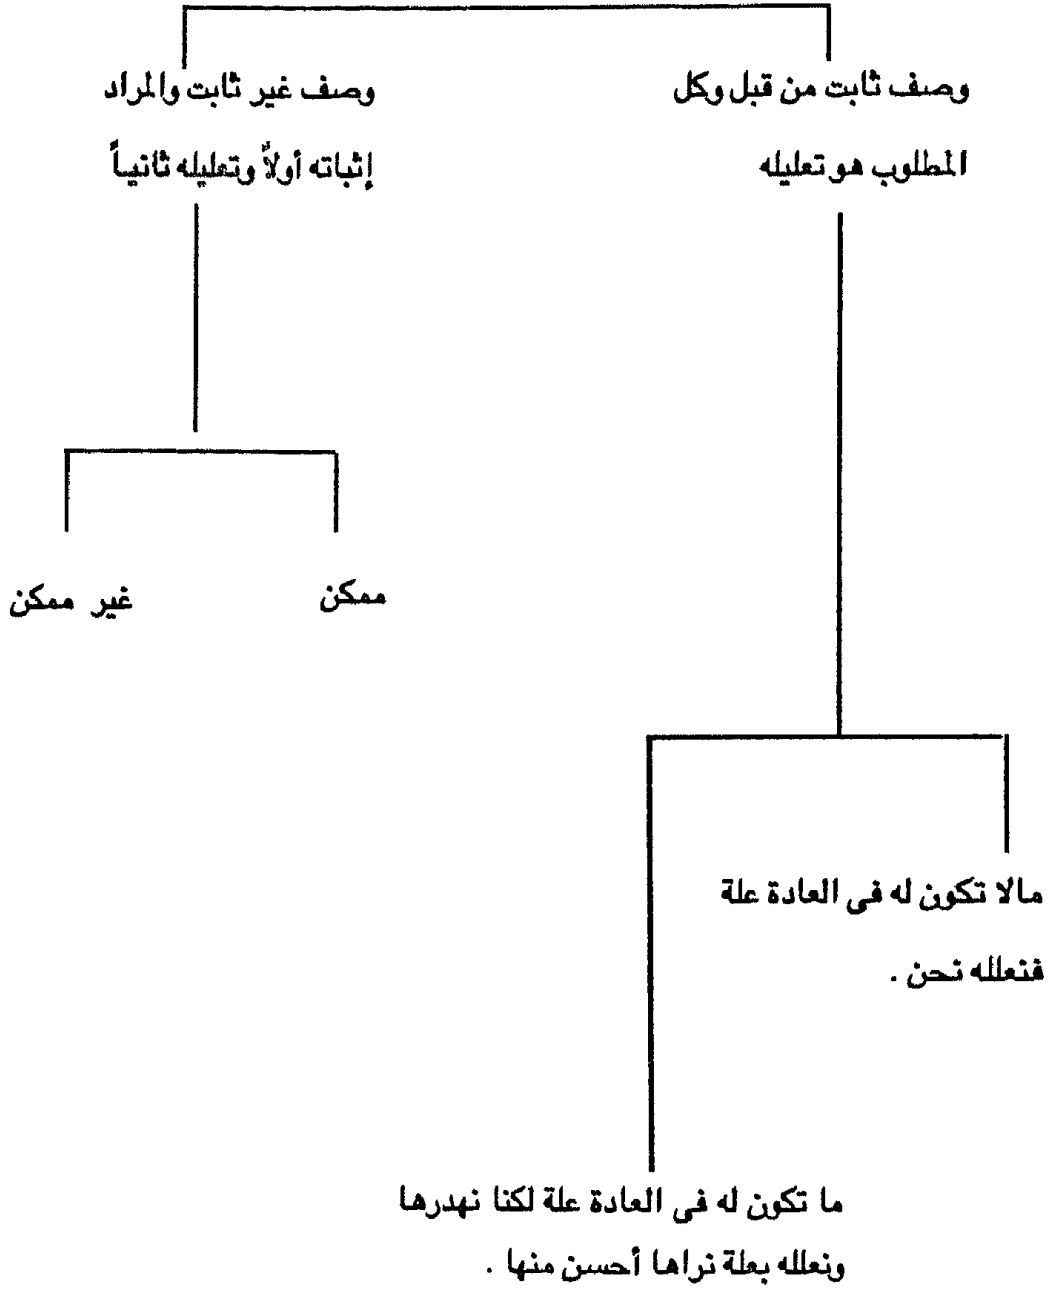 وصف ثابت من قبل وكل
المطلوب هو تعليله
وصف غير ثابت والمراد
إثباته أولاً وتعليله ثانياً
ممكن
غير ممكن
مالا تكون له فى العادة علة
فنعلله نحن .
ما تكون له فى العادة علة لكنا نهدرها
ونعلله بعلة نراها أحسن منها .